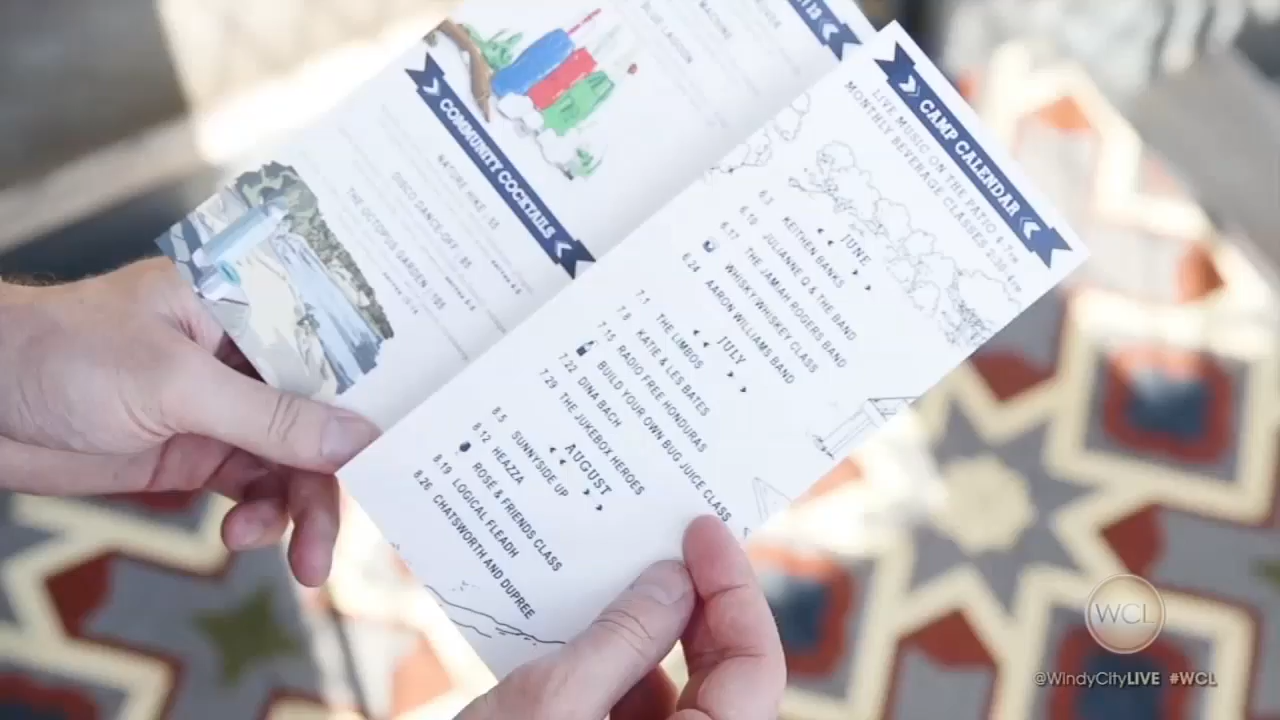 COMMUNITY COCKTAILS
NATURE HIKE
DISCO DANCE-OFF
THE OCTOPUS GARDEN
CAMP CALENDAR
LIVE MUSIC ON THE PATIO 4-7PM
MONTHLY BEVERAGE CLASSES
JUNE
6.3 KEITHEN BANKS
6.10 JULIANNE Q & THE BAND
6.17 THE JAMIAH ROGERS BAND
WHISKY/WHISKEY CLASS
6.24 AARON WILLIAMS BAND
JULY
7.1 THE LIMBOS
7.8 KATIE & LES BATES
7.15 RADIO FREE HONDURAS
BUILD YOUR OWN BUG JUICE CLASS
7.22 DINA BACH
7.29 THE JUKEBOX HEROES
AUGUST
8.5 SUNNYSIDE UP
8.12 HEAZZA
ROSÉ & FRIENDS CLASS
8.19 LOGICAL FLEADH
8.26 CHATSWORTH AND DUPREE
WCL
@WindyCityLIVE #WCL